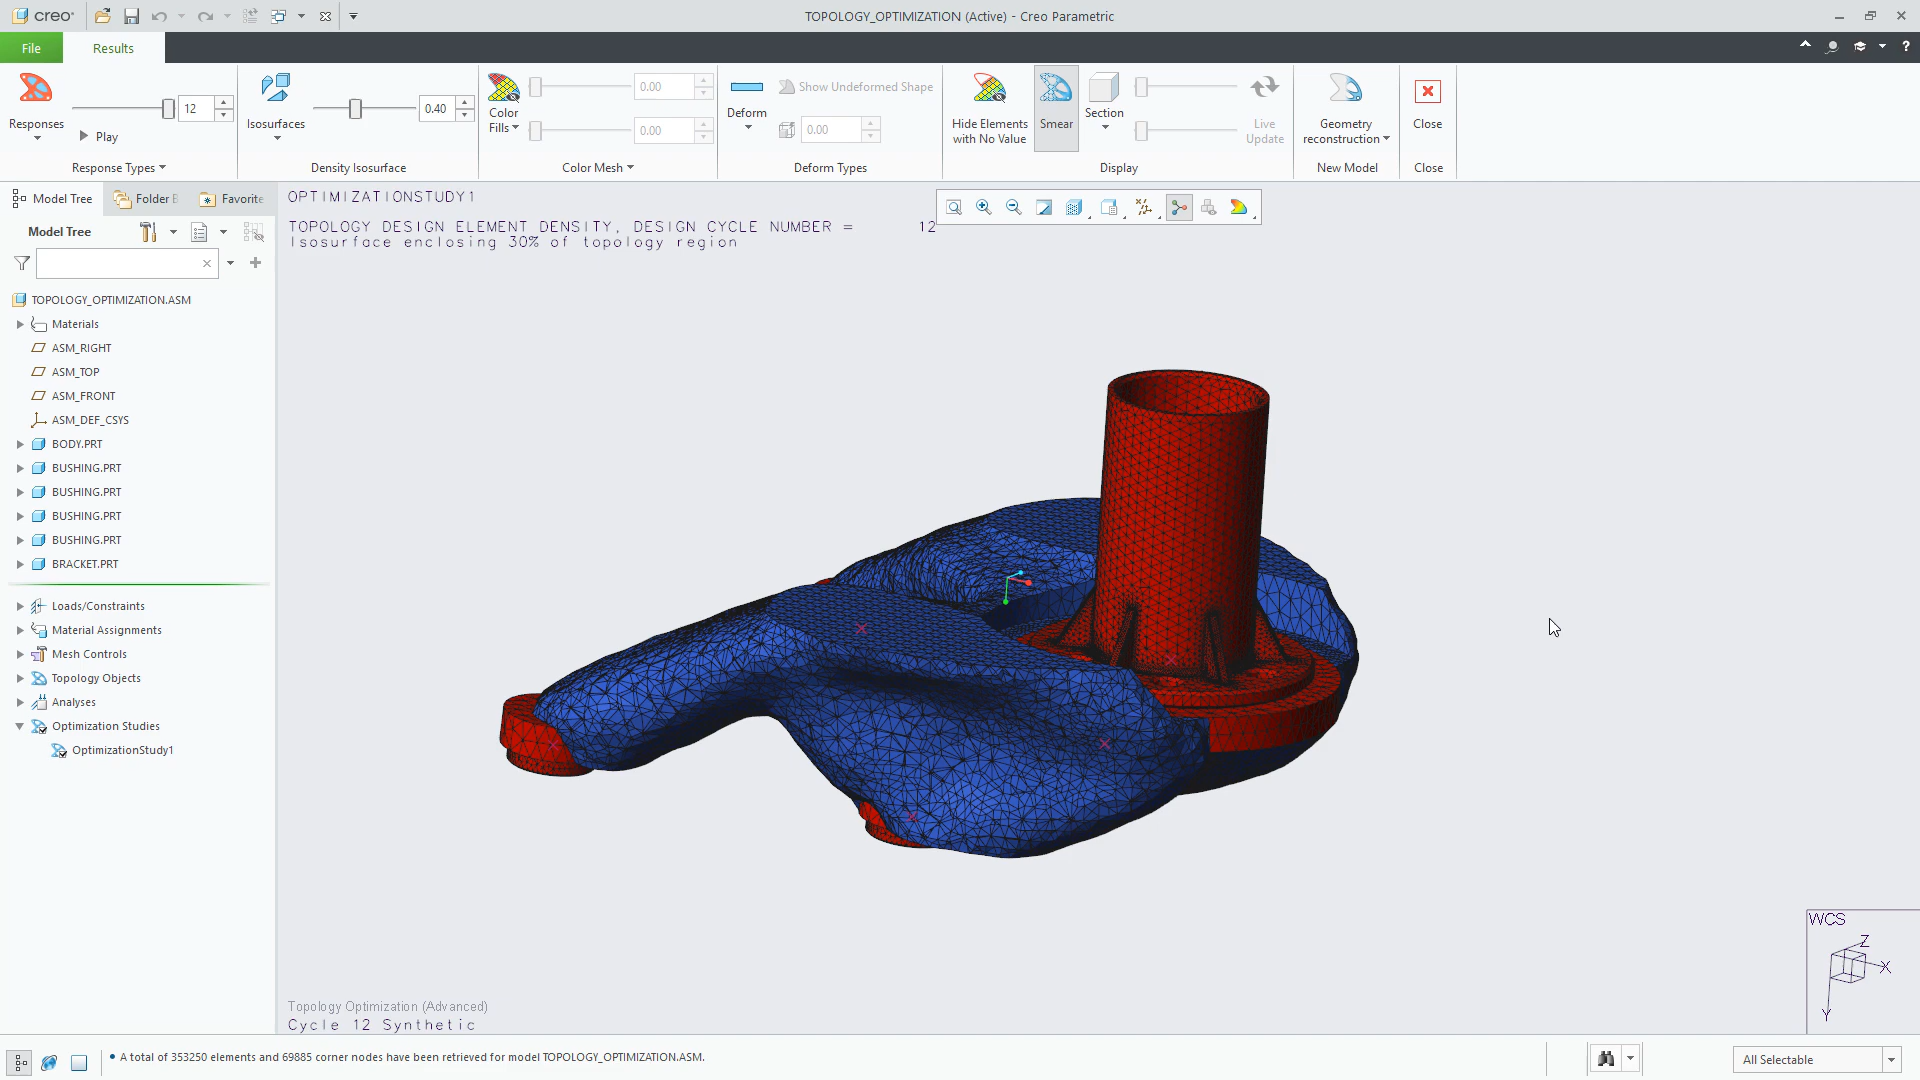 creo
TOPOLOGY_OPTIMIZATION (Active) - Creo Parametric
File
Results
?
Responses
12
Play
Response Types
Isosurfaces
0.40
Density Isosurface
Color
Fills
0.00
0.00
Color Mesh
Deform
Show Undeformed Shape
0.00
Deform Types
Hide Elements
with No Value
Smear
Section
Live
Update
Display
Geometry
reconstruction
New Model
Close
Close
Model Tree
Folder
Favorite
Model Tree
TOPOLOGY_OPTIMIZATION.ASM
Materials
ASM_RIGHT
ASM_TOP
ASM_FRONT
ASM_DEF_CSYS
BODY.PRT
BUSHING.PRT
BUSHING.PRT
BUSHING.PRT
BUSHING.PRT
BRACKET.PRT
Loads/Constraints
Material Assignments
Mesh Controls
Topology Objects
Analyses
Optimization Studies
OptimizationStudy1
OPTIMIZATIONSTUDY1
TOPOLOGY DESIGN ELEMENT DENSITY, DESIGN CYCLE NUMBER = 12
Isosurface enclosing 30% of topology region
WCS
Z
X
Y
Topology Optimization (Advanced)
Cycle 12 Synthetic
• A total of 353250 elements and 69885 corner nodes have been retrieved for model TOPOLOGY_OPTIMIZATION.ASM.
All Selectable